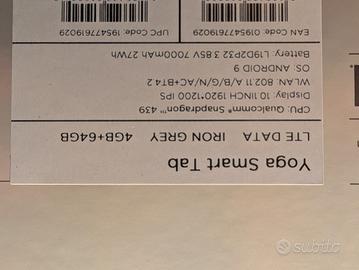 Yoga Smart Tab
LTE DATA IRON GREY 4GB+64GB
CPU: Qualcomm® Snapdragon™ 439
Display: 10.1INCH 1920*1200 IPS
WLAN: 802.11 A/B/G/N/AC+BT4.2
OS: ANDROID 9
Battery: L19D2P32 3.85V 7000mAh 27Wh
EAN Code: 0195477619029
UPC Code: 195477619029
subito